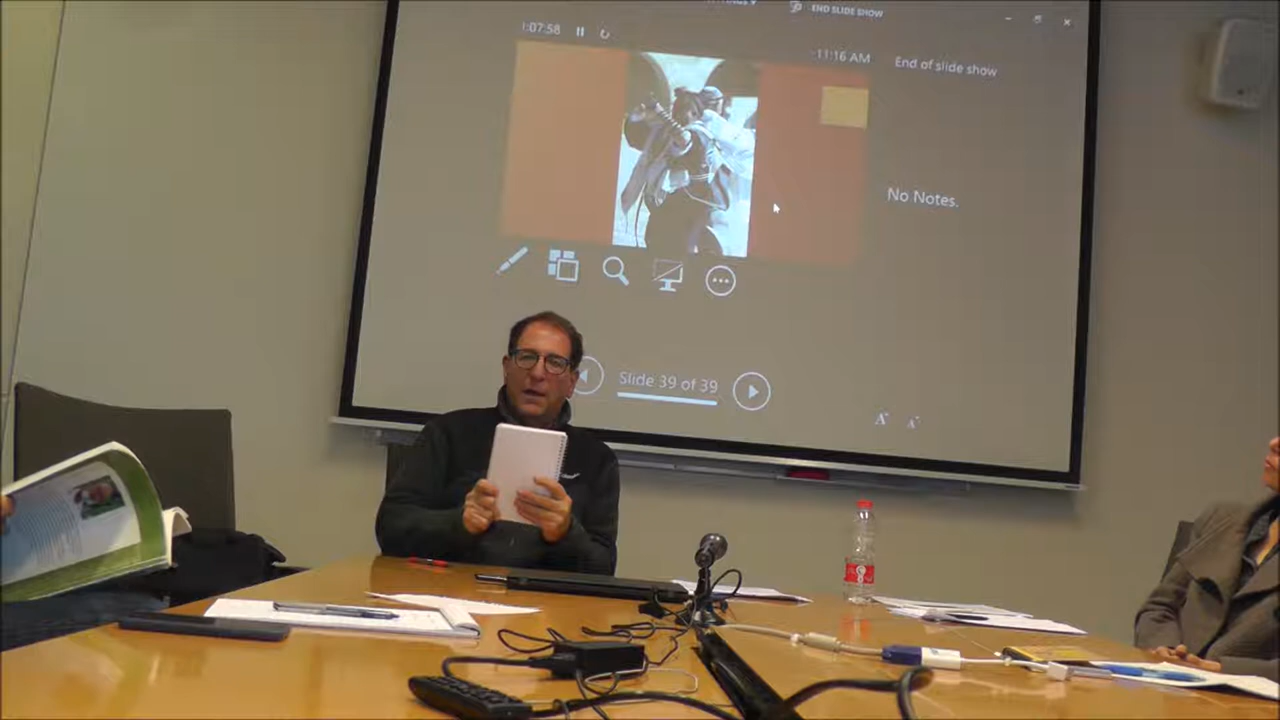 END SLIDE SHOW
1:07:58
11:16 AM
End of slide show
No Notes.
Slide 39 of 39
A
A